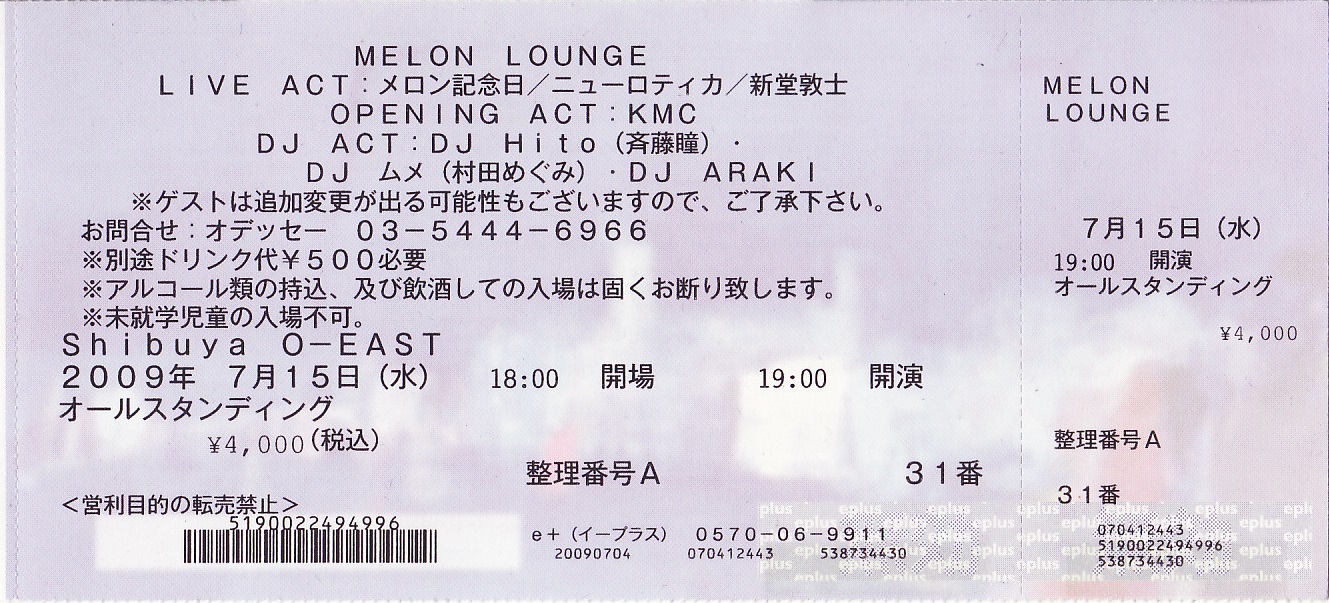 MELON LOUNGE
LIVE ACT：メロン記念日／ニューロティカ／新堂敦士
OPENING ACT：KMC
DJ ACT：DJ Hito（斉藤瞳）・
DJ ムメ（村田めぐみ）・DJ ARAKI
※ゲストは追加変更が出る可能性もございますので、ご了承下さい。
お問合せ：オデッセー 03−5444−6966
※別途ドリンク代￥500必要
※アルコール類の持込、及び飲酒しての入場は固くお断り致します。
※未就学児童の入場不可。
Shibuya O−EAST
2009年 7月15日（水） 18:00 開場 19:00 開演
オールスタンディング
¥4,000(税込)
整理番号A 31番
＜営利目的の転売禁止＞
5190022494996
e＋（イープラス） 0570−06−9911
20090704 070412443 538734430
MELON
LOUNGE
7月15日（水）
19:00 開演
オールスタンディング
¥4,000
整理番号A
31番
070412443
5190022494996
538734430
plus eplus eplus eplus eplus